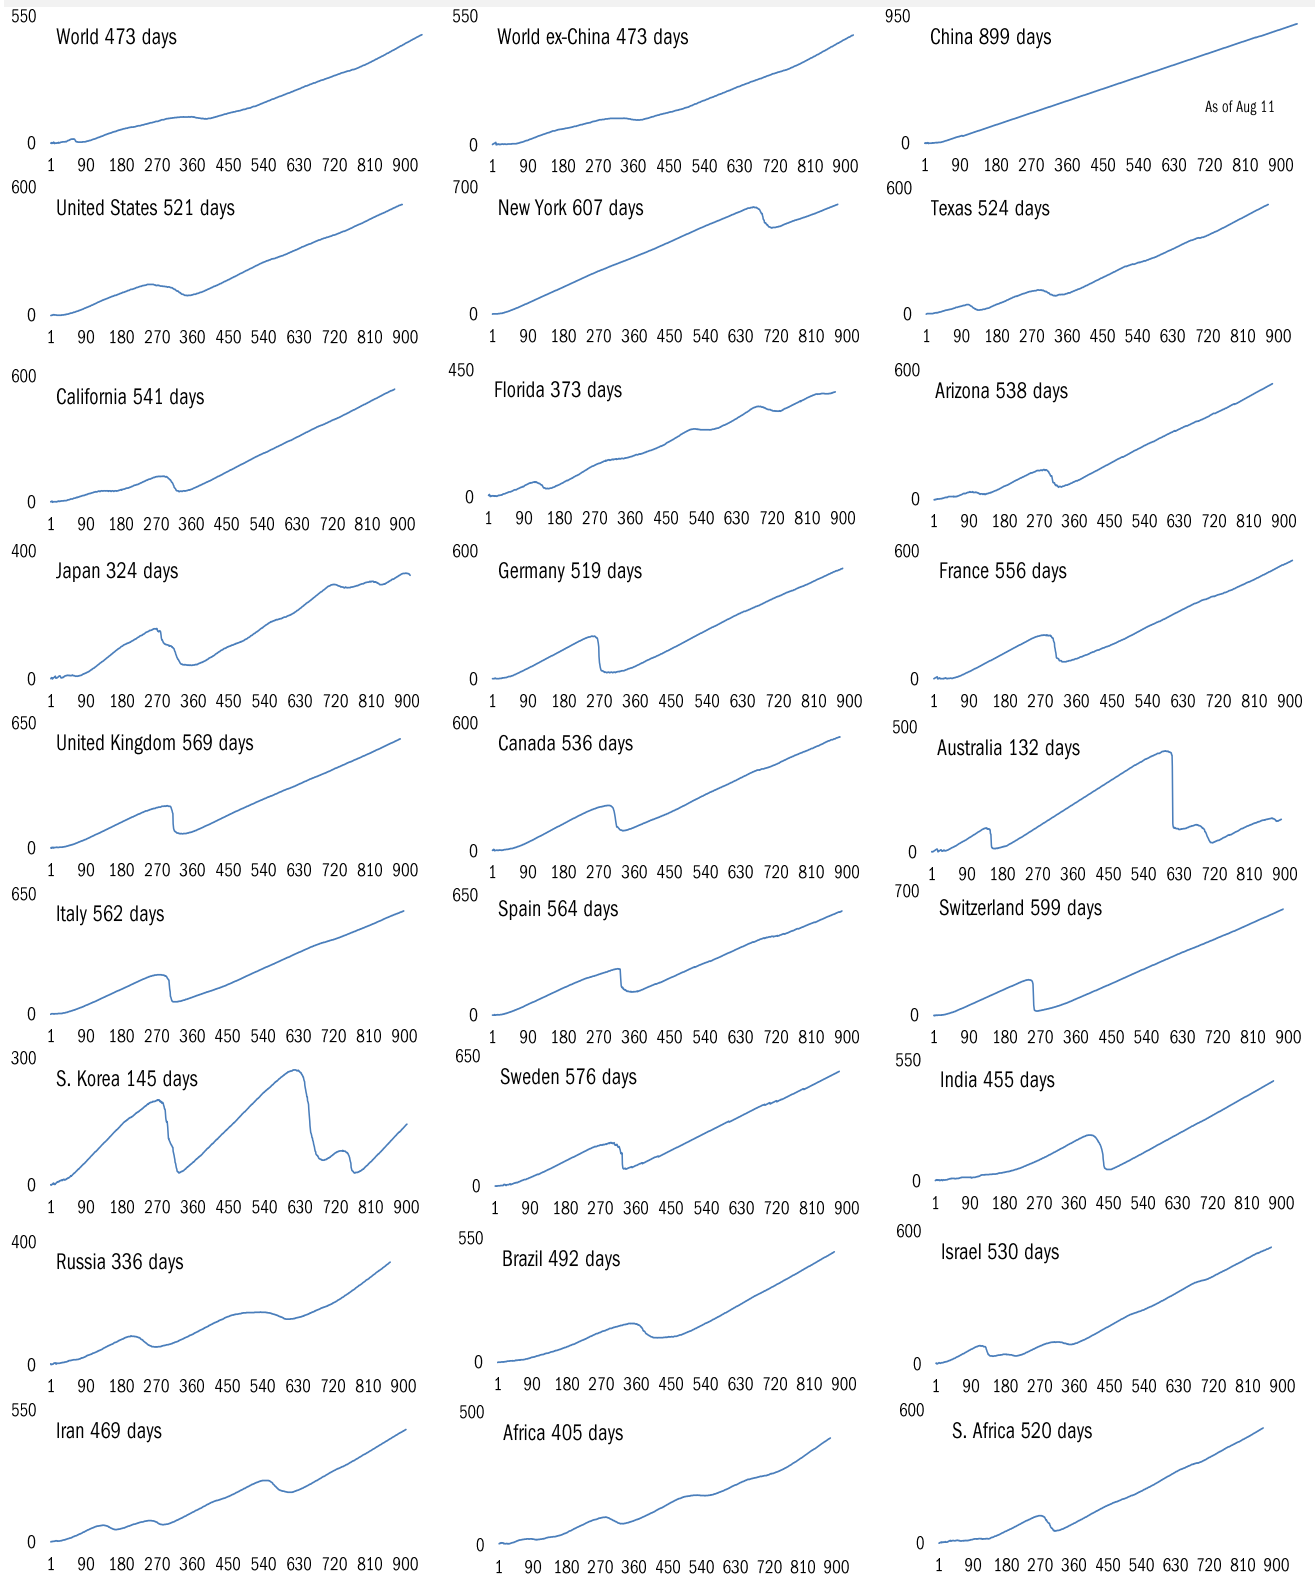 550
World 473 days
0
1 90 180 270 360 450 540 630 720 810 900
550
World ex-China 473 days
0
1 90 180 270 360 450 540 630 720 810 900
950
China 899 days
As of Aug 11
0
1 90 180 270 360 450 540 630 720 810 900
600
United States 521 days
0
1 90 180 270 360 450 540 630 720 810 900
700
New York 607 days
0
1 90 180 270 360 450 540 630 720 810 900
600
Texas 524 days
0
1 90 180 270 360 450 540 630 720 810 900
600
California 541 days
0
1 90 180 270 360 450 540 630 720 810 900
450
Florida 373 days
0
1 90 180 270 360 450 540 630 720 810 900
600
Arizona 538 days
0
1 90 180 270 360 450 540 630 720 810 900
400
Japan 324 days
0
1 90 180 270 360 450 540 630 720 810 900
600
Germany 519 days
0
1 90 180 270 360 450 540 630 720 810 900
600
France 556 days
0
1 90 180 270 360 450 540 630 720 810 900
650
United Kingdom 569 days
0
1 90 180 270 360 450 540 630 720 810 900
600
Canada 536 days
0
1 90 180 270 360 450 540 630 720 810 900
500
Australia 132 days
0
1 90 180 270 360 450 540 630 720 810 900
650
Italy 562 days
0
1 90 180 270 360 450 540 630 720 810 900
650
Spain 564 days
0
1 90 180 270 360 450 540 630 720 810 900
700
Switzerland 599 days
0
1 90 180 270 360 450 540 630 720 810 900
300
S. Korea 145 days
0
1 90 180 270 360 450 540 630 720 810 900
650
Sweden 576 days
0
1 90 180 270 360 450 540 630 720 810 900
550
India 455 days
0
1 90 180 270 360 450 540 630 720 810 900
400
Russia 336 days
0
1 90 180 270 360 450 540 630 720 810 900
550
Brazil 492 days
0
1 90 180 270 360 450 540 630 720 810 900
600
Israel 530 days
0
1 90 180 270 360 450 540 630 720 810 900
550
Iran 469 days
0
1 90 180 270 360 450 540 630 720 810 900
500
Africa 405 days
0
1 90 180 270 360 450 540 630 720 810 900
600
S. Africa 520 days
0
1 90 180 270 360 450 540 630 720 810 900